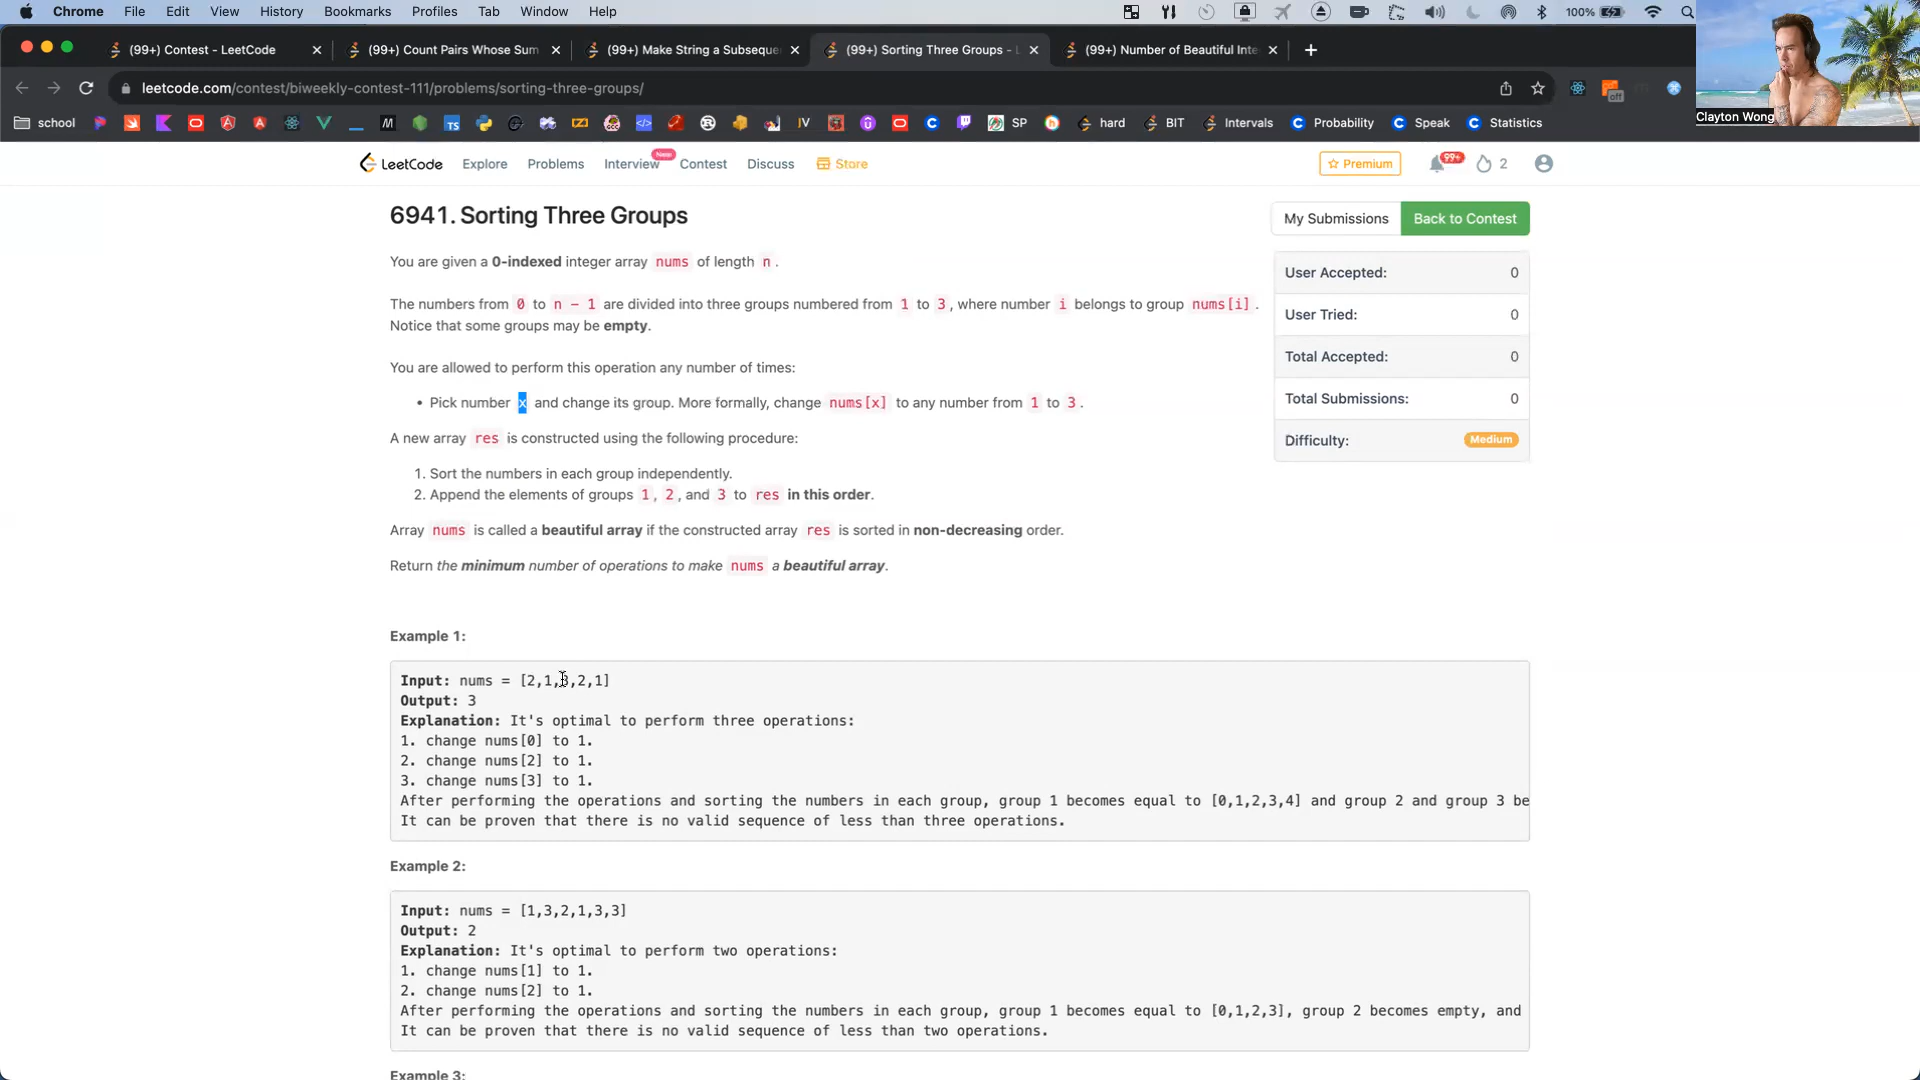 Chrome File Edit View History Bookmarks Profiles Tab Window Help 100%
(99+) Contest - LeetCode (99+) Count Pairs Whose Sum (99+) Make String a Subseque (99+) Sorting Three Groups - L (99+) Number of Beautiful Inte
leetcode.com/contest/biweekly-contest-111/problems/sorting-three-groups/ off
school TS JV SP hard BIT Intervals Probability Speak Statistics
Clayton Wong
LeetCode Explore Problems Interview New Contest Discuss Store Premium 99+ 2
6941. Sorting Three Groups
My Submissions Back to Contest
You are given a 0-indexed integer array nums of length n.
The numbers from 0 to n - 1 are divided into three groups numbered from 1 to 3, where number i belongs to group nums[i].
Notice that some groups may be empty.
You are allowed to perform this operation any number of times:
• Pick number x and change its group. More formally, change nums[x] to any number from 1 to 3.
A new array res is constructed using the following procedure:
1. Sort the numbers in each group independently.
2. Append the elements of groups 1, 2, and 3 to res in this order.
Array nums is called a beautiful array if the constructed array res is sorted in non-decreasing order.
Return the minimum number of operations to make nums a beautiful array.
User Accepted: 0
User Tried: 0
Total Accepted: 0
Total Submissions: 0
Difficulty: Medium
Example 1:
Input: nums = [2,1,3,2,1]
Output: 3
Explanation: It's optimal to perform three operations:
1. change nums[0] to 1.
2. change nums[2] to 1.
3. change nums[3] to 1.
After performing the operations and sorting the numbers in each group, group 1 becomes equal to [0,1,2,3,4] and group 2 and group 3 be
It can be proven that there is no valid sequence of less than three operations.
Example 2:
Input: nums = [1,3,2,1,3,3]
Output: 2
Explanation: It's optimal to perform two operations:
1. change nums[1] to 1.
2. change nums[2] to 1.
After performing the operations and sorting the numbers in each group, group 1 becomes equal to [0,1,2,3], group 2 becomes empty, and
It can be proven that there is no valid sequence of less than two operations.
Example 3: